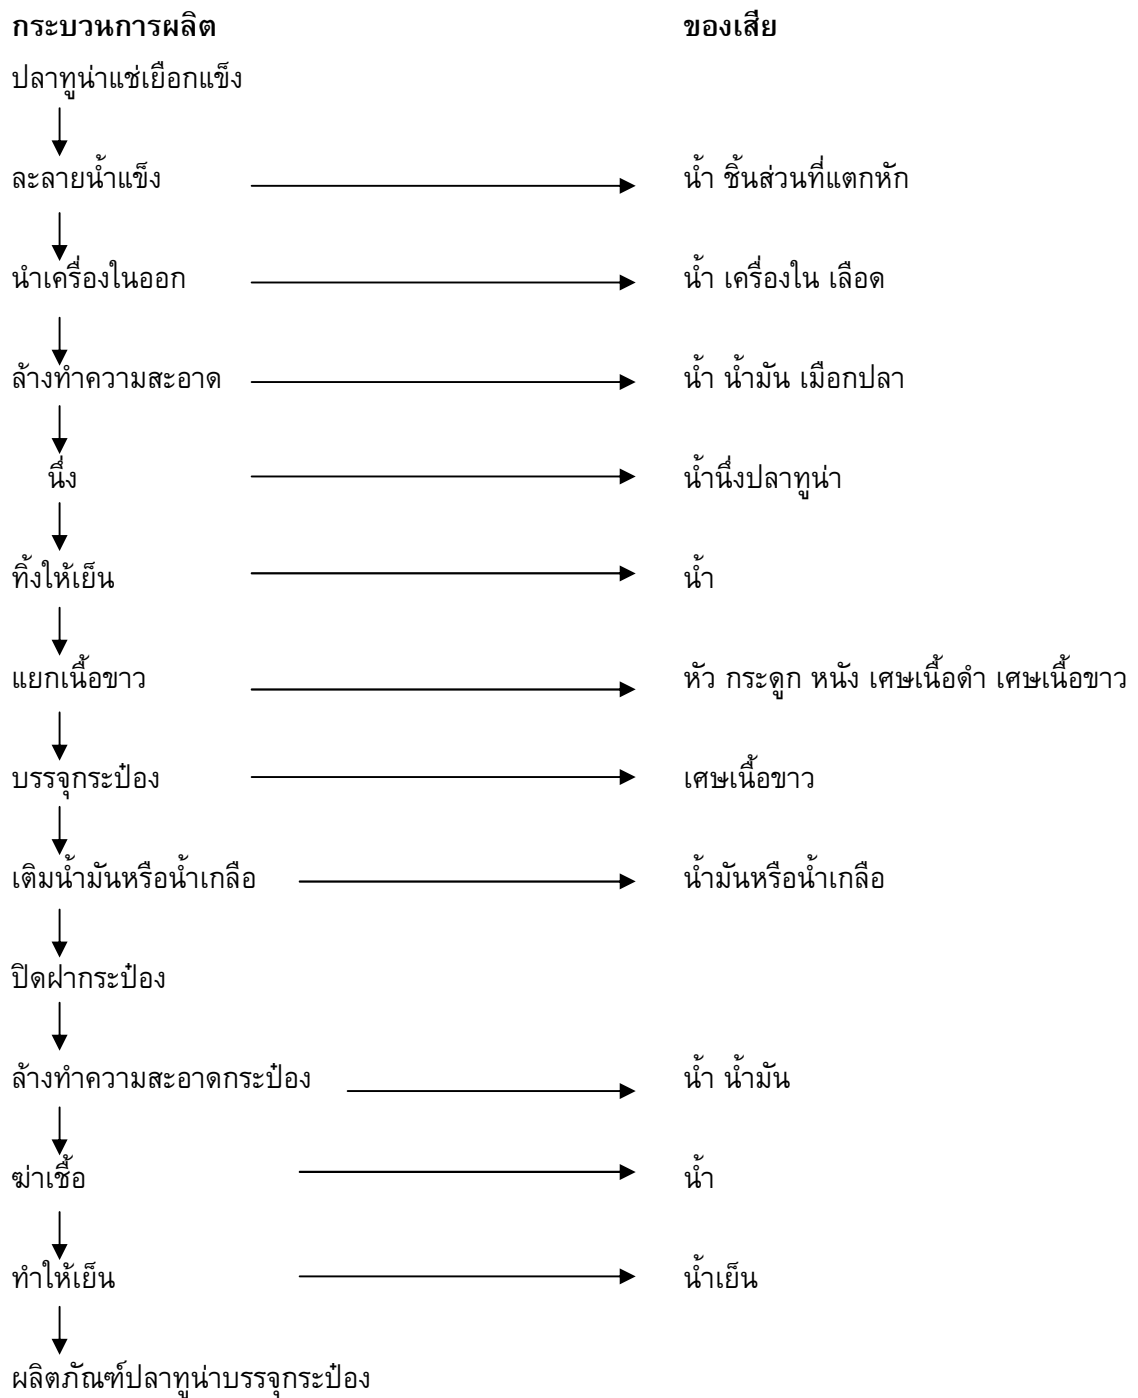 กระบวนการผลิต ของเสีย
ปลาทูน่าแช่เยือกแข็ง
ละลายน้ำแข็ง น้ำ ชิ้นส่วนที่แตกหัก
นำเครื่องในออก น้ำ เครื่องใน เลือด
ล้างทำความสะอาด น้ำ น้ำมัน เมือกปลา
นึ่ง น้ำนึ่งปลาทูน่า
ทิ้งให้เย็น น้ำ
แยกเนื้อขาว หัว กระดูก หนัง เศษเนื้อดำ เศษเนื้อขาว
บรรจุกระป๋อง เศษเนื้อขาว
เติมน้ำมันหรือน้ำเกลือ น้ำมันหรือน้ำเกลือ
ปิดฝากระป๋อง
ล้างทำความสะอาดกระป๋อง น้ำ น้ำมัน
ฆ่าเชื้อ น้ำ
ทำให้เย็น น้ำเย็น
ผลิตภัณฑ์ปลาทูน่าบรรจุกระป๋อง